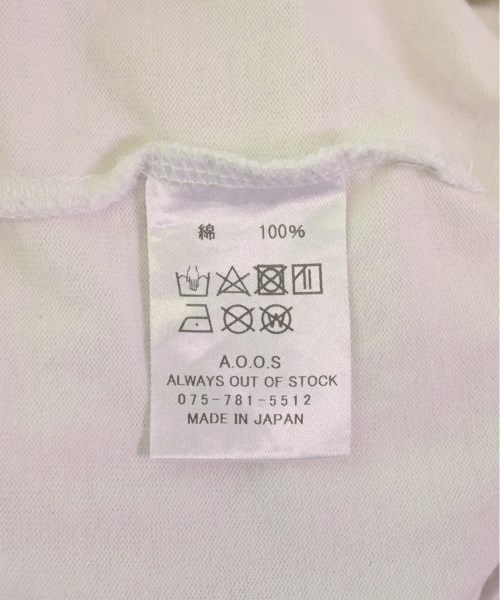 綿 100%
A.O.O.S
ALWAYS OUT OF STOCK
075-781-5512
MADE IN JAPAN